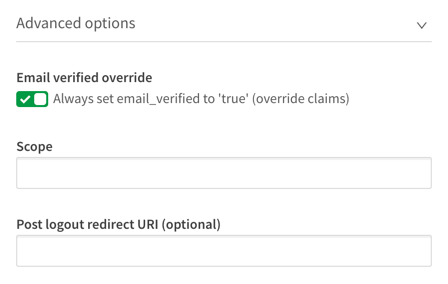 Advanced options
Email verified override
Always set email_verified to 'true' (override claims)
Scope
Post logout redirect URI (optional)